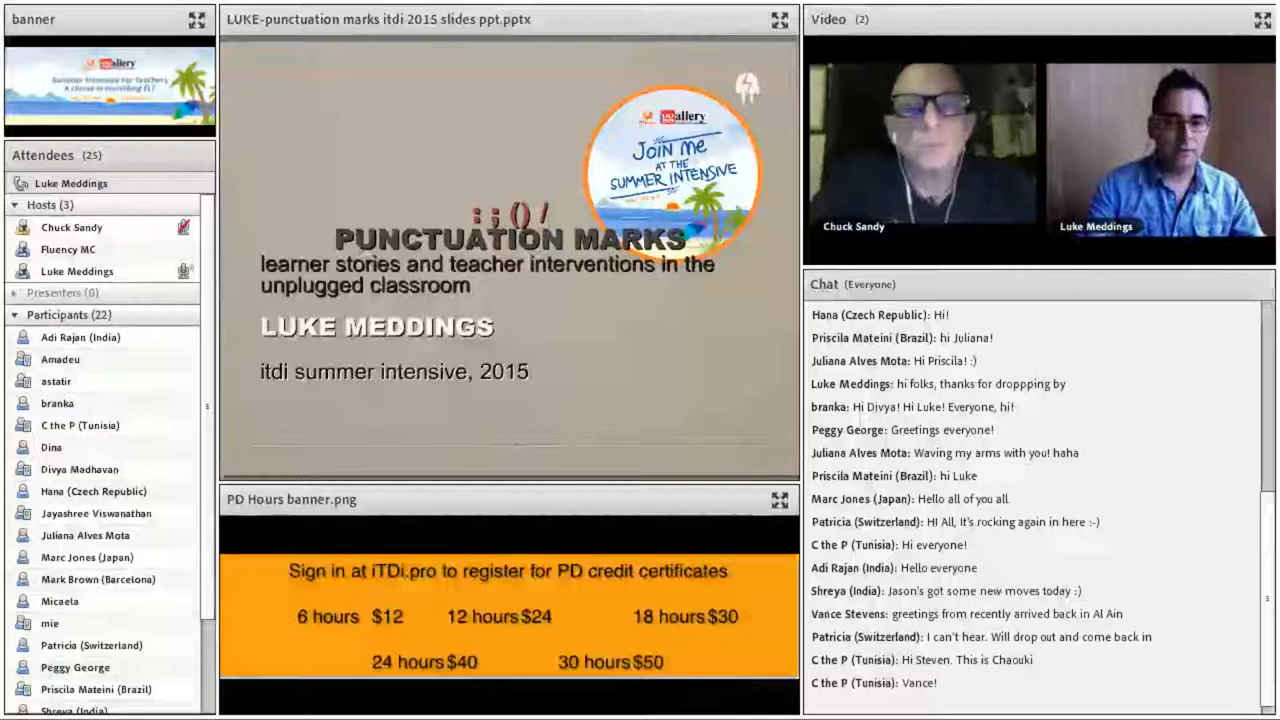 banner
Summer Intensive for Teachers
A course in everything ELT
Attendees (25)
Luke Meddings
Hosts (3)
Chuck Sandy
Fluency MC
Luke Meddings
Presenters (0)
Participants (22)
Adi Rajan (India)
Amadeu
astatir
branka
C the P (Tunisia)
Dina
Divya Madhavan
Hana (Czech Republic)
Jayashree Viswanathan
Juliana Alves Mota
Marc Jones (Japan)
Mark Brown (Barcelona)
Micaela
mie
Patricia (Switzerland)
Peggy George
Priscila Mateini (Brazil)
Shreya (India)
LUKE-punctuation marks itdi 2015 slides ppt.pptx
JOIN ME
AT THE
SUMMER INTENSIVE
: ; () /
PUNCTUATION MARKS
learner stories and teacher interventions in the
unplugged classroom
LUKE MEDDINGS
itdi summer intensive, 2015
PD Hours banner.png
Sign in at iTDi.pro to register for PD credit certificates
6 hours $12 12 hours $24 18 hours $30
24 hours $40 30 hours $50
Video (2)
Chuck Sandy
Luke Meddings
Chat (Everyone)
Hana (Czech Republic): Hi!
Priscila Mateini (Brazil): hi Juliana!
Juliana Alves Mota: Hi Priscila! :)
Luke Meddings: hi folks, thanks for droppping by
branka: Hi Divya! Hi Luke! Everyone, hi!
Peggy George: Greetings everyone!
Juliana Alves Mota: Waving my arms with you! haha
Priscila Mateini (Brazil): hi Luke
Marc Jones (Japan): Hello all of you all.
Patricia (Switzerland): HI All, It's rocking again in here :-)
C the P (Tunisia): Hi everyone!
Adi Rajan (India): Hello everyone
Shreya (India): Jason's got some new moves today :)
Vance Stevens: greetings from recently arrived back in Al Ain
Patricia (Switzerland): I can't hear. Will drop out and come back in
C the P (Tunisia): Hi Steven. This is Chaouki
C the P (Tunisia): Vance!